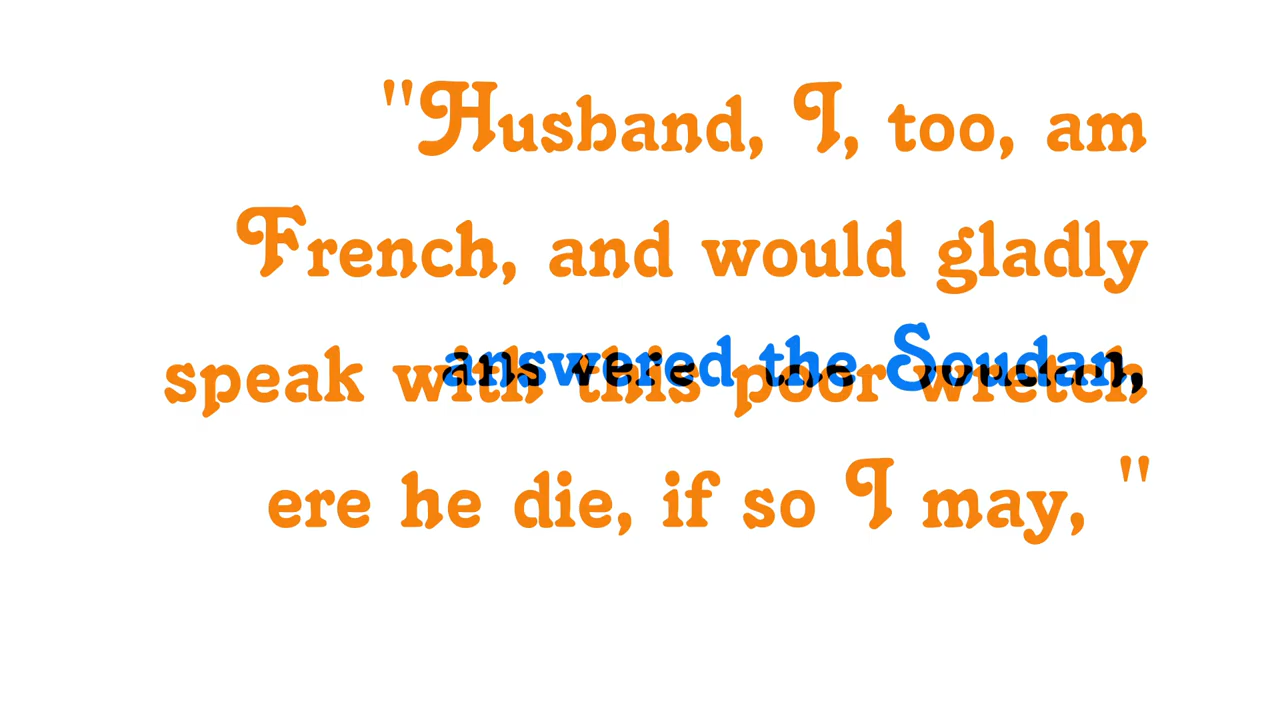 "Husband, I, too, am
French, and would gladly
speak with this poor wretch
answered the Soudan,
ere he die, if so I may, "